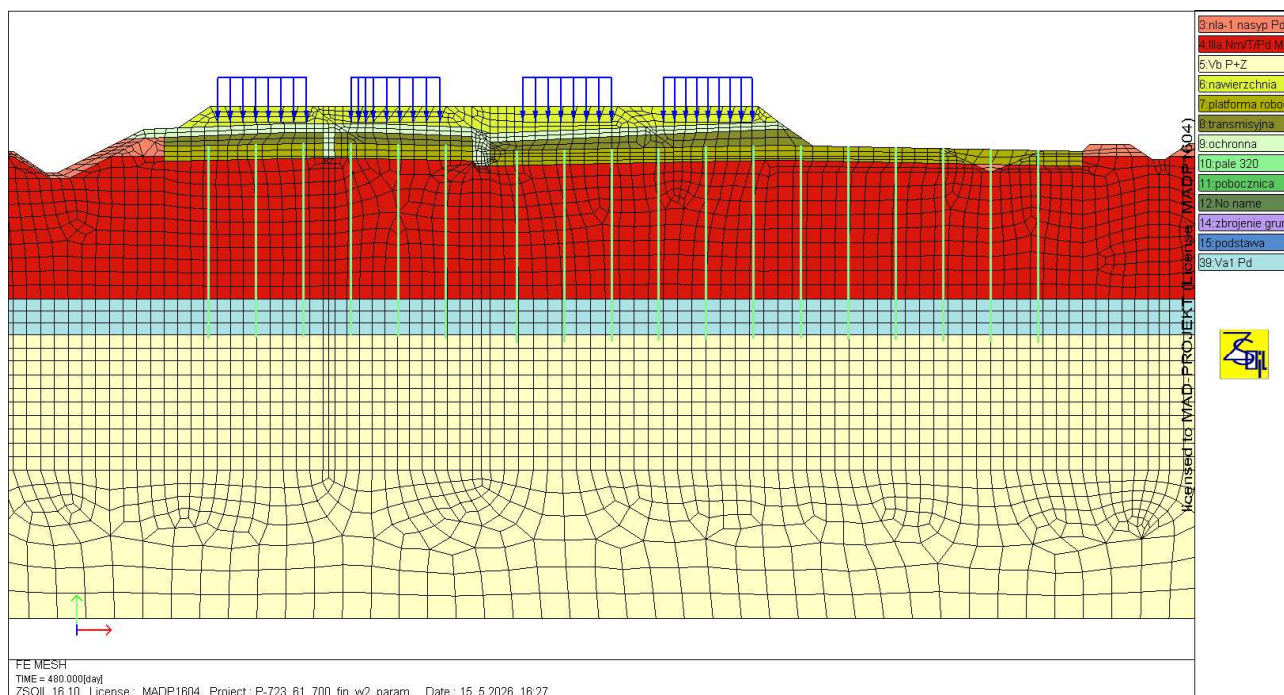 3:nla-1 nasyp Pd
4:IIIa Nm/T/Pd M
5:Vb P+Z
6:nawierzchnia
7:platforma robo
8:transmisyjna
9:ochronna
10:pale 320
11:pobocznica
12:No name
14:zbrojenie grun
15:podstawa
39:Va1 Pd
licensed to MAD-PROJEKT (License: MADP1604)
ZSoil
FE MESH
TIME = 480.000[day]
ZSOIL 16.10 License : MADP1604 Project : P-723_61_700_fin_w2_param Date : 15.5.2026 16:27